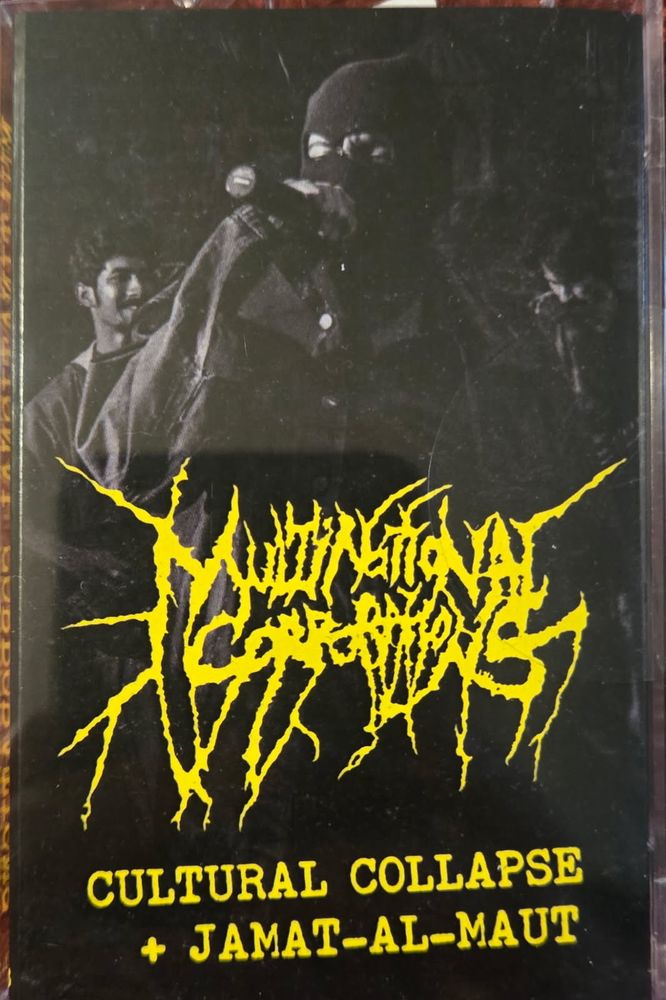 MULTINATIONAL
CORPORATIONS
CULTURAL COLLAPSE
+ JAMAT-AL-MAUT